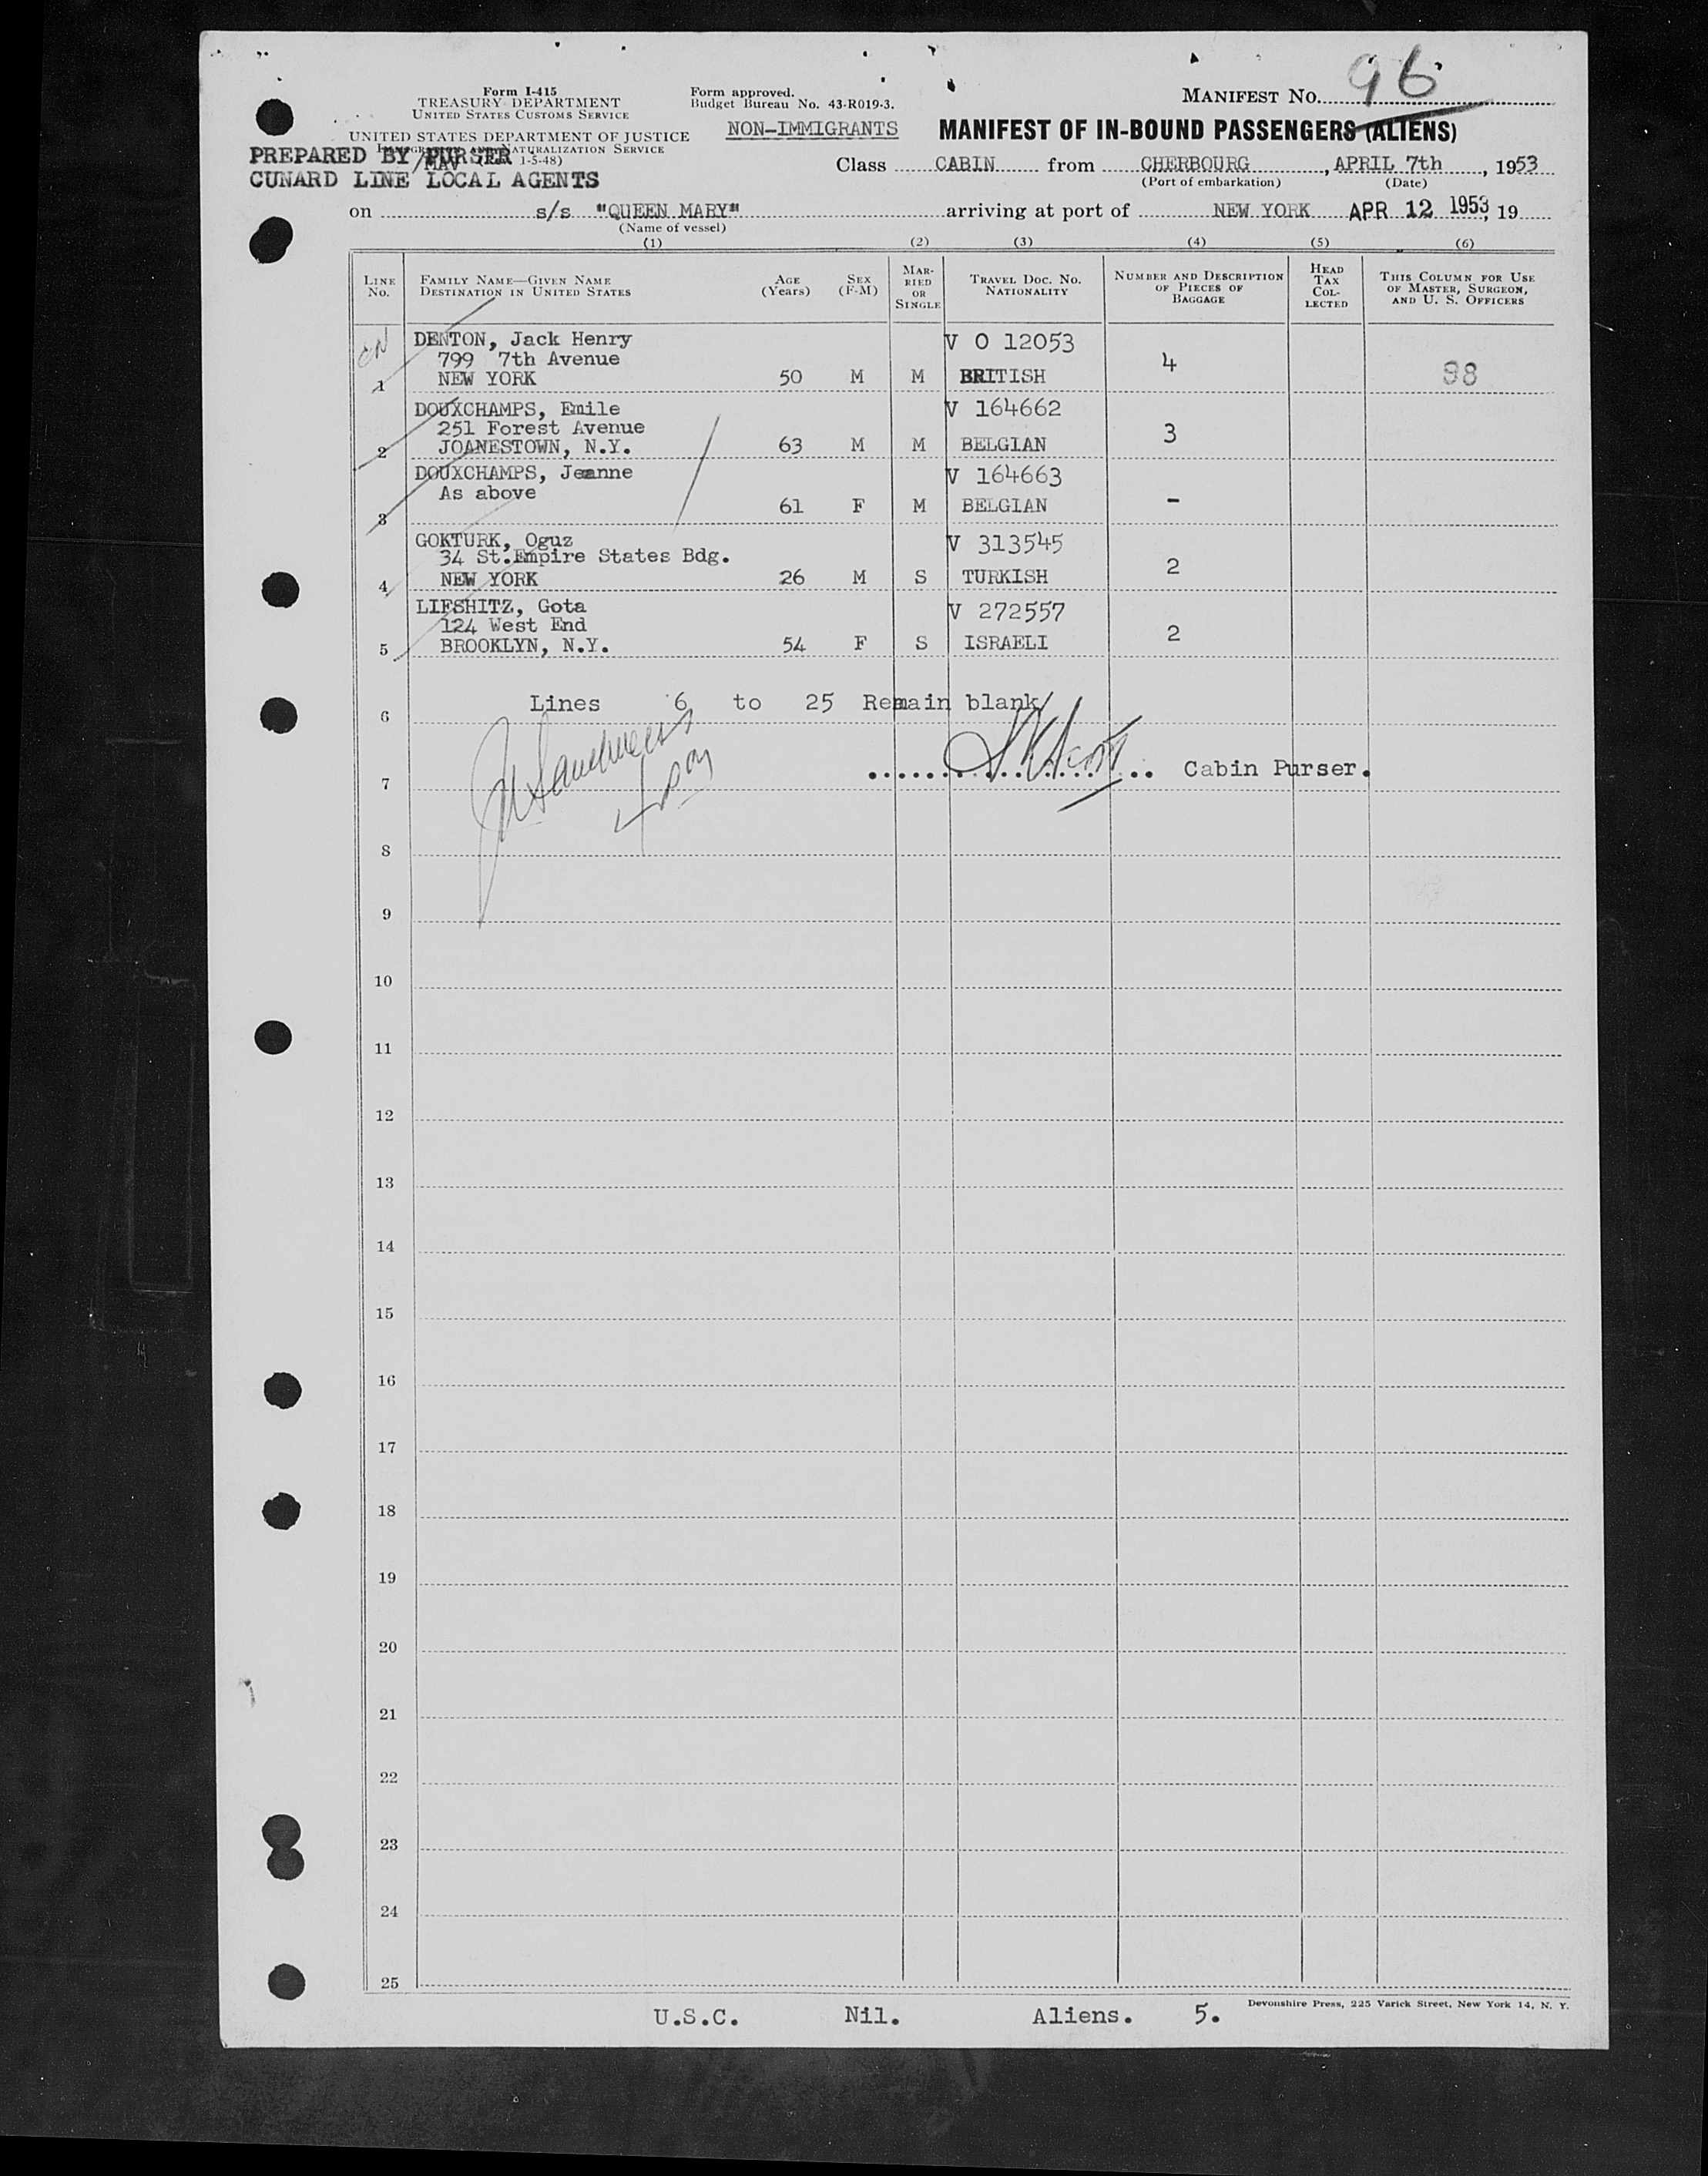 MANIFEST NO. 96
Form I-415
TREASURY DEPARTMENT
UNITED STATES CUSTOMS SERVICE
Form approved.
Budget Bureau No. 43-R019-3.
UNITED STATES DEPARTMENT OF JUSTICE
IMMIGRATION AND NATURALIZATION SERVICE
1-5-48)
PREPARED BY PURSER
CUNARD LINE LOCAL AGENTS
NON-IMMIGRANTS MANIFEST OF IN-BOUND PASSENGERS (ALIENS)
Class CABIN from CHERBOURG, APRIL 7th, 1953
(Port of embarkation) (Date)
on s/s "QUEEN MARY" arriving at port of NEW YORK APR 12 1953, 19
(Name of vessel)
(1) (2) (3) (4) (5) (6)
LINE No. FAMILY NAME—GIVEN NAME DESTINATION IN UNITED STATES AGE (Years) SEX (F-M) MARRIED OR SINGLE TRAVEL DOC. NO. NATIONALITY NUMBER AND DESCRIPTION OF PIECES OF BAGGAGE HEAD TAX COLLECTED THIS COLUMN FOR USE OF MASTER, SURGEON, AND U. S. OFFICERS
DENTON, Jack Henry V O 12053
799 7th Avenue 4
1 NEW YORK 50 M M BRITISH 98
DOUXCHAMPS, Emile V 164662
251 Forest Avenue 3
2 JOANESTOWN, N.Y. 63 M M BELGIAN
DOUXCHAMPS, Jeanne V 164663
As above -
3 61 F M BELGIAN
GOKTURK, Oguz V 313545
34 St.Empire States Bdg. 2
4 NEW YORK 26 M S TURKISH
LIFSHITZ, Gota V 272557
124 West End 2
5 BROOKLYN, N.Y. 54 F S ISRAELI
Lines 6 to 25 Remain blank
6
7 Cabin Purser.
8
9
10
11
12
13
14
15
16
17
18
19
20
21
22
23
24
25
Devonshire Press, 225 Varick Street, New York 14, N. Y.
U.S.C. Nil. Aliens. 5.